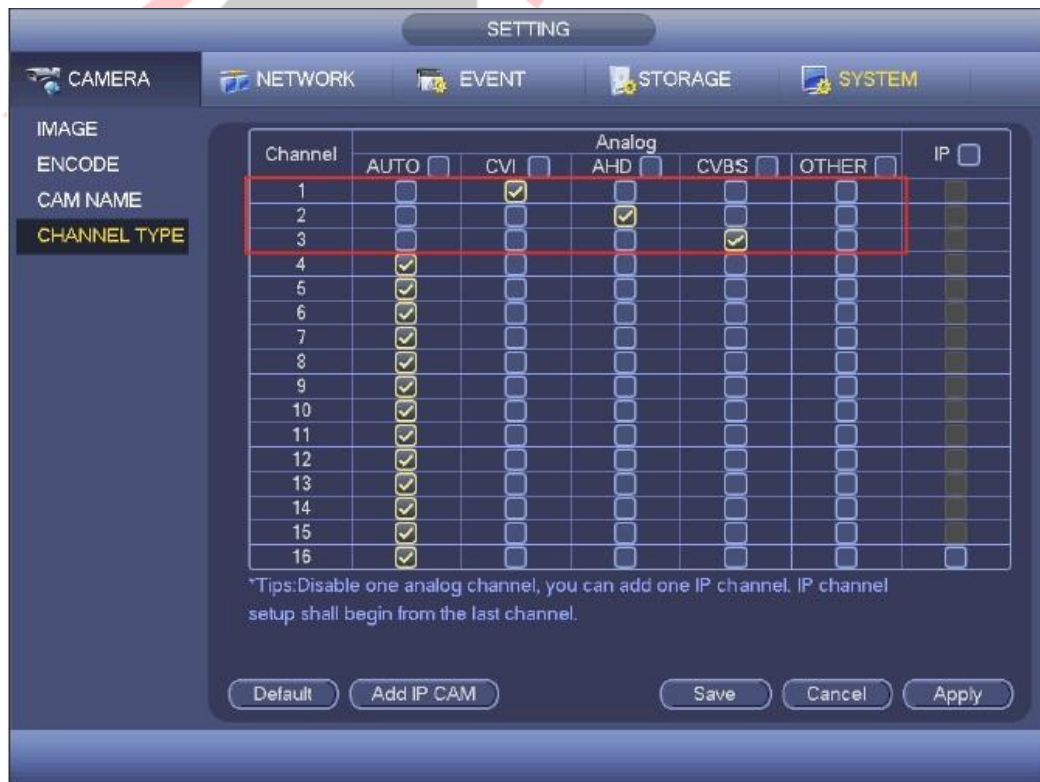 SETTING
CAMERA NETWORK EVENT STORAGE SYSTEM
IMAGE
ENCODE
CAM NAME
CHANNEL TYPE
Channel Analog IP
AUTO CVI AHD CVBS OTHER
1
2
3
4
5
6
7
8
9
10
11
12
13
14
15
16
*Tips:Disable one analog channel, you can add one IP channel. IP channel
setup shall begin from the last channel.
Default Add IP CAM Save Cancel Apply